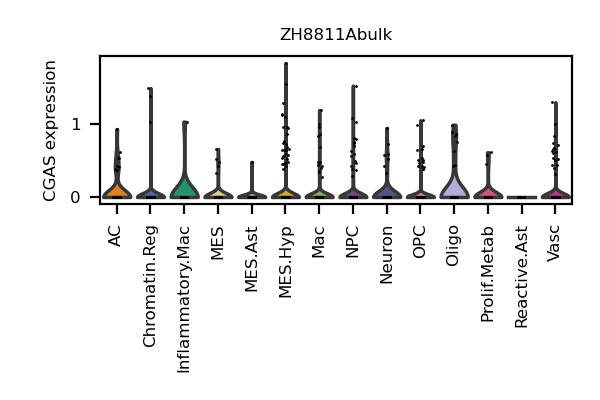 ZH8811Abulk
CGAS expression
1
0
AC
Chromatin.Reg
Inflammatory.Mac
MES
MES.Ast
MES.Hyp
Mac
NPC
Neuron
OPC
Oligo
Prolif.Metab
Reactive.Ast
Vasc